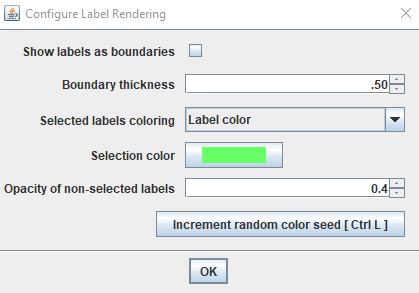 Configure Label Rendering
Show labels as boundaries
Boundary thickness .50
Selected labels coloring Label color
Selection color
Opacity of non-selected labels 0.4
Increment random color seed [ Ctrl L ]
OK